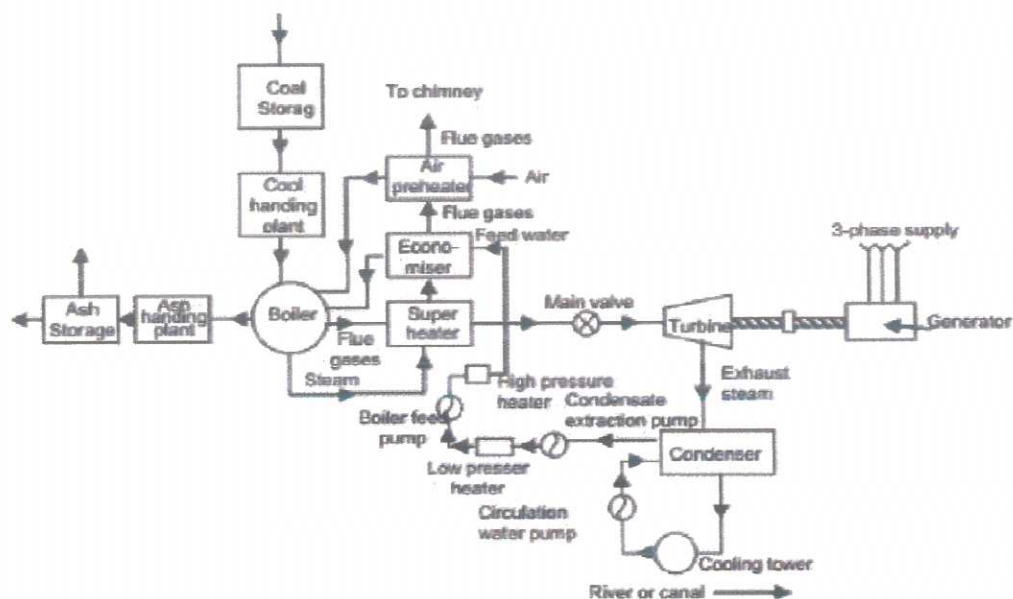 Coal
Storag
To chimney
Flue gases
Cool
handing
plant
Air
preheater
Air
Flue gases
Feed water
Econo-
miser
3-phase supply
Ash
Storage
Asp
handing
plant
Boiler
Super
heater
Main valve
Turbine
Generator
Flue
gases
Steam
High pressure
heater
Exhaust
steam
Boiler feed
pump
Condensate
extraction pump
Condenser
Low presser
heater
Circulation
water pump
Cooling tower
River or canal